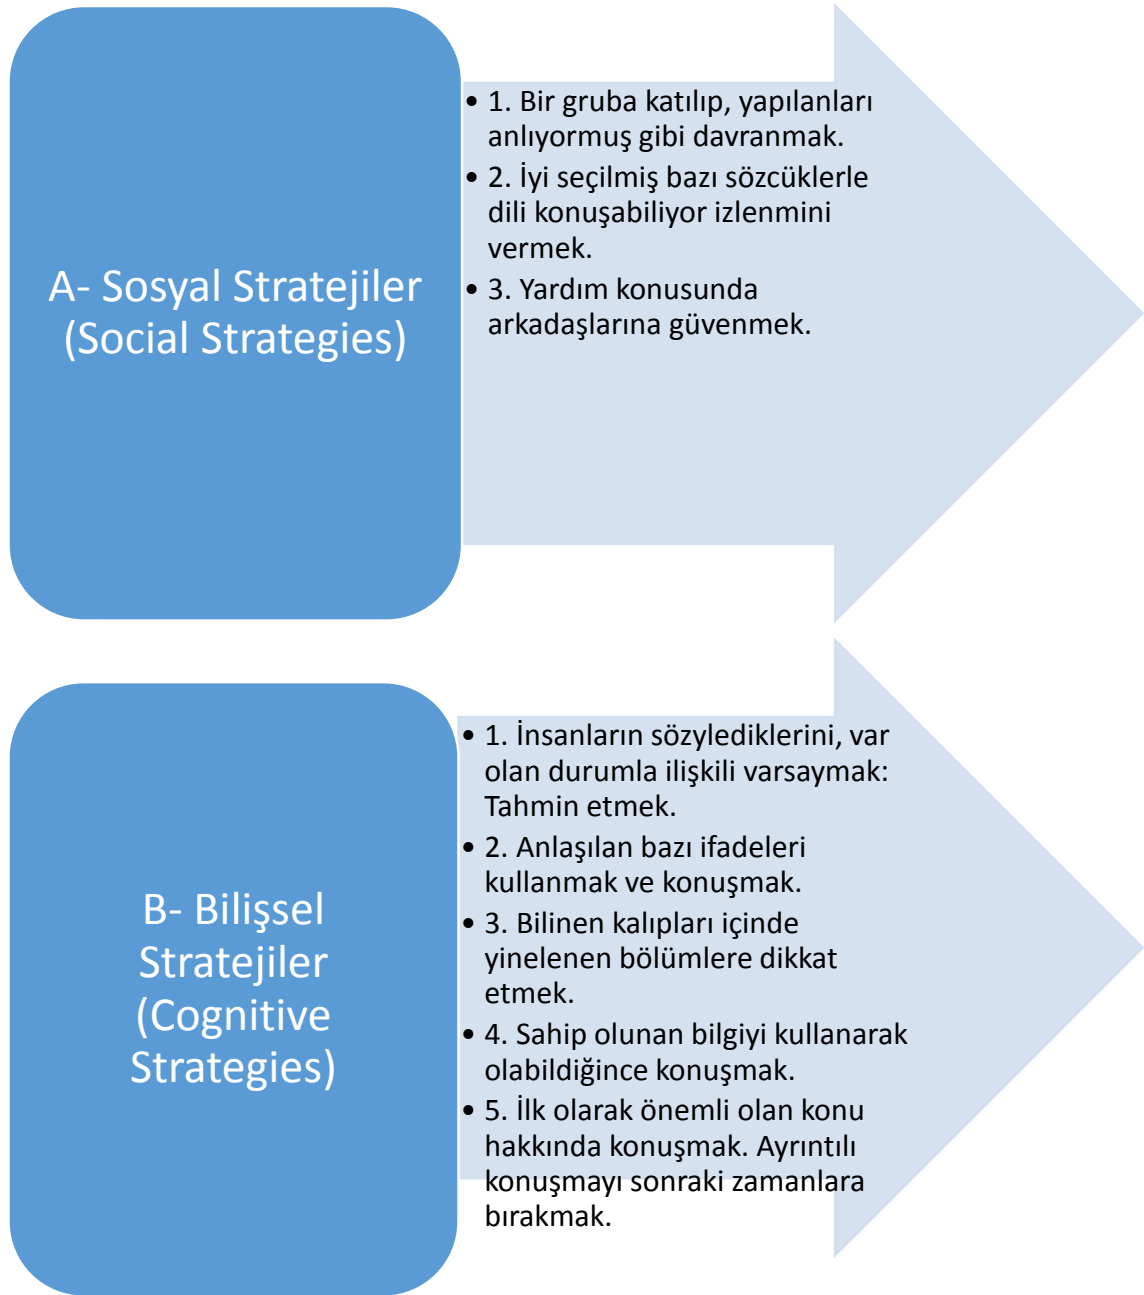 A- Sosyal Stratejiler
(Social Strategies)
• 1. Bir gruba katılıp, yapılanları
anlıyormuş gibi davranmak.
• 2. İyi seçilmiş bazı sözcüklerle
dili konuşabiliyor izlenmini
vermek.
• 3. Yardım konusunda
arkadaşlarına güvenmek.
B- Bilişsel
Stratejiler
(Cognitive
Strategies)
• 1. İnsanların sözylediklerini, var
olan durumla ilişkili varsaymak:
Tahmin etmek.
• 2. Anlaşılan bazı ifadeleri
kullanmak ve konuşmak.
• 3. Bilinen kalıpları içinde
yinelenen bölümlere dikkat
etmek.
• 4. Sahip olunan bilgiyi kullanarak
olabildiğince konuşmak.
• 5. İlk olarak önemli olan konu
hakkında konuşmak. Ayrıntılı
konuşmayı sonraki zamanlara
bırakmak.